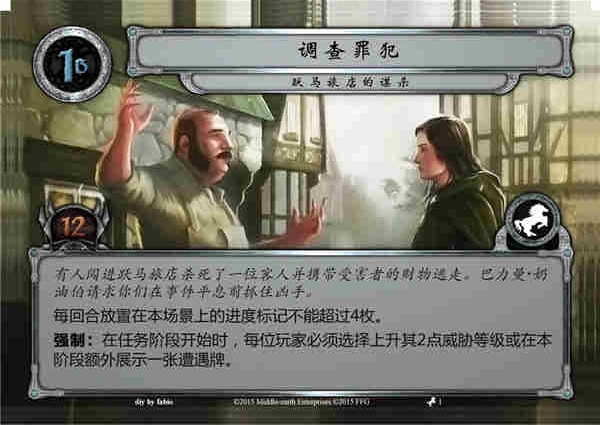 1B
调查罪犯
跃马旅店的谋杀
12
有人闯进跃马旅店杀死了一位客人并携带受害者的财物逃走。巴力曼·奶
油伯请求你们在事件平息前抓住凶手。
每回合放置在本场景上的进度标记不能超过4枚。
强制：在任务阶段开始时，每位玩家必须选择上升其2点威胁等级或在本
阶段额外展示一张遭遇牌。
diy by fabio ©2015 Middle-earth Enterprises ©2015 FFG 1